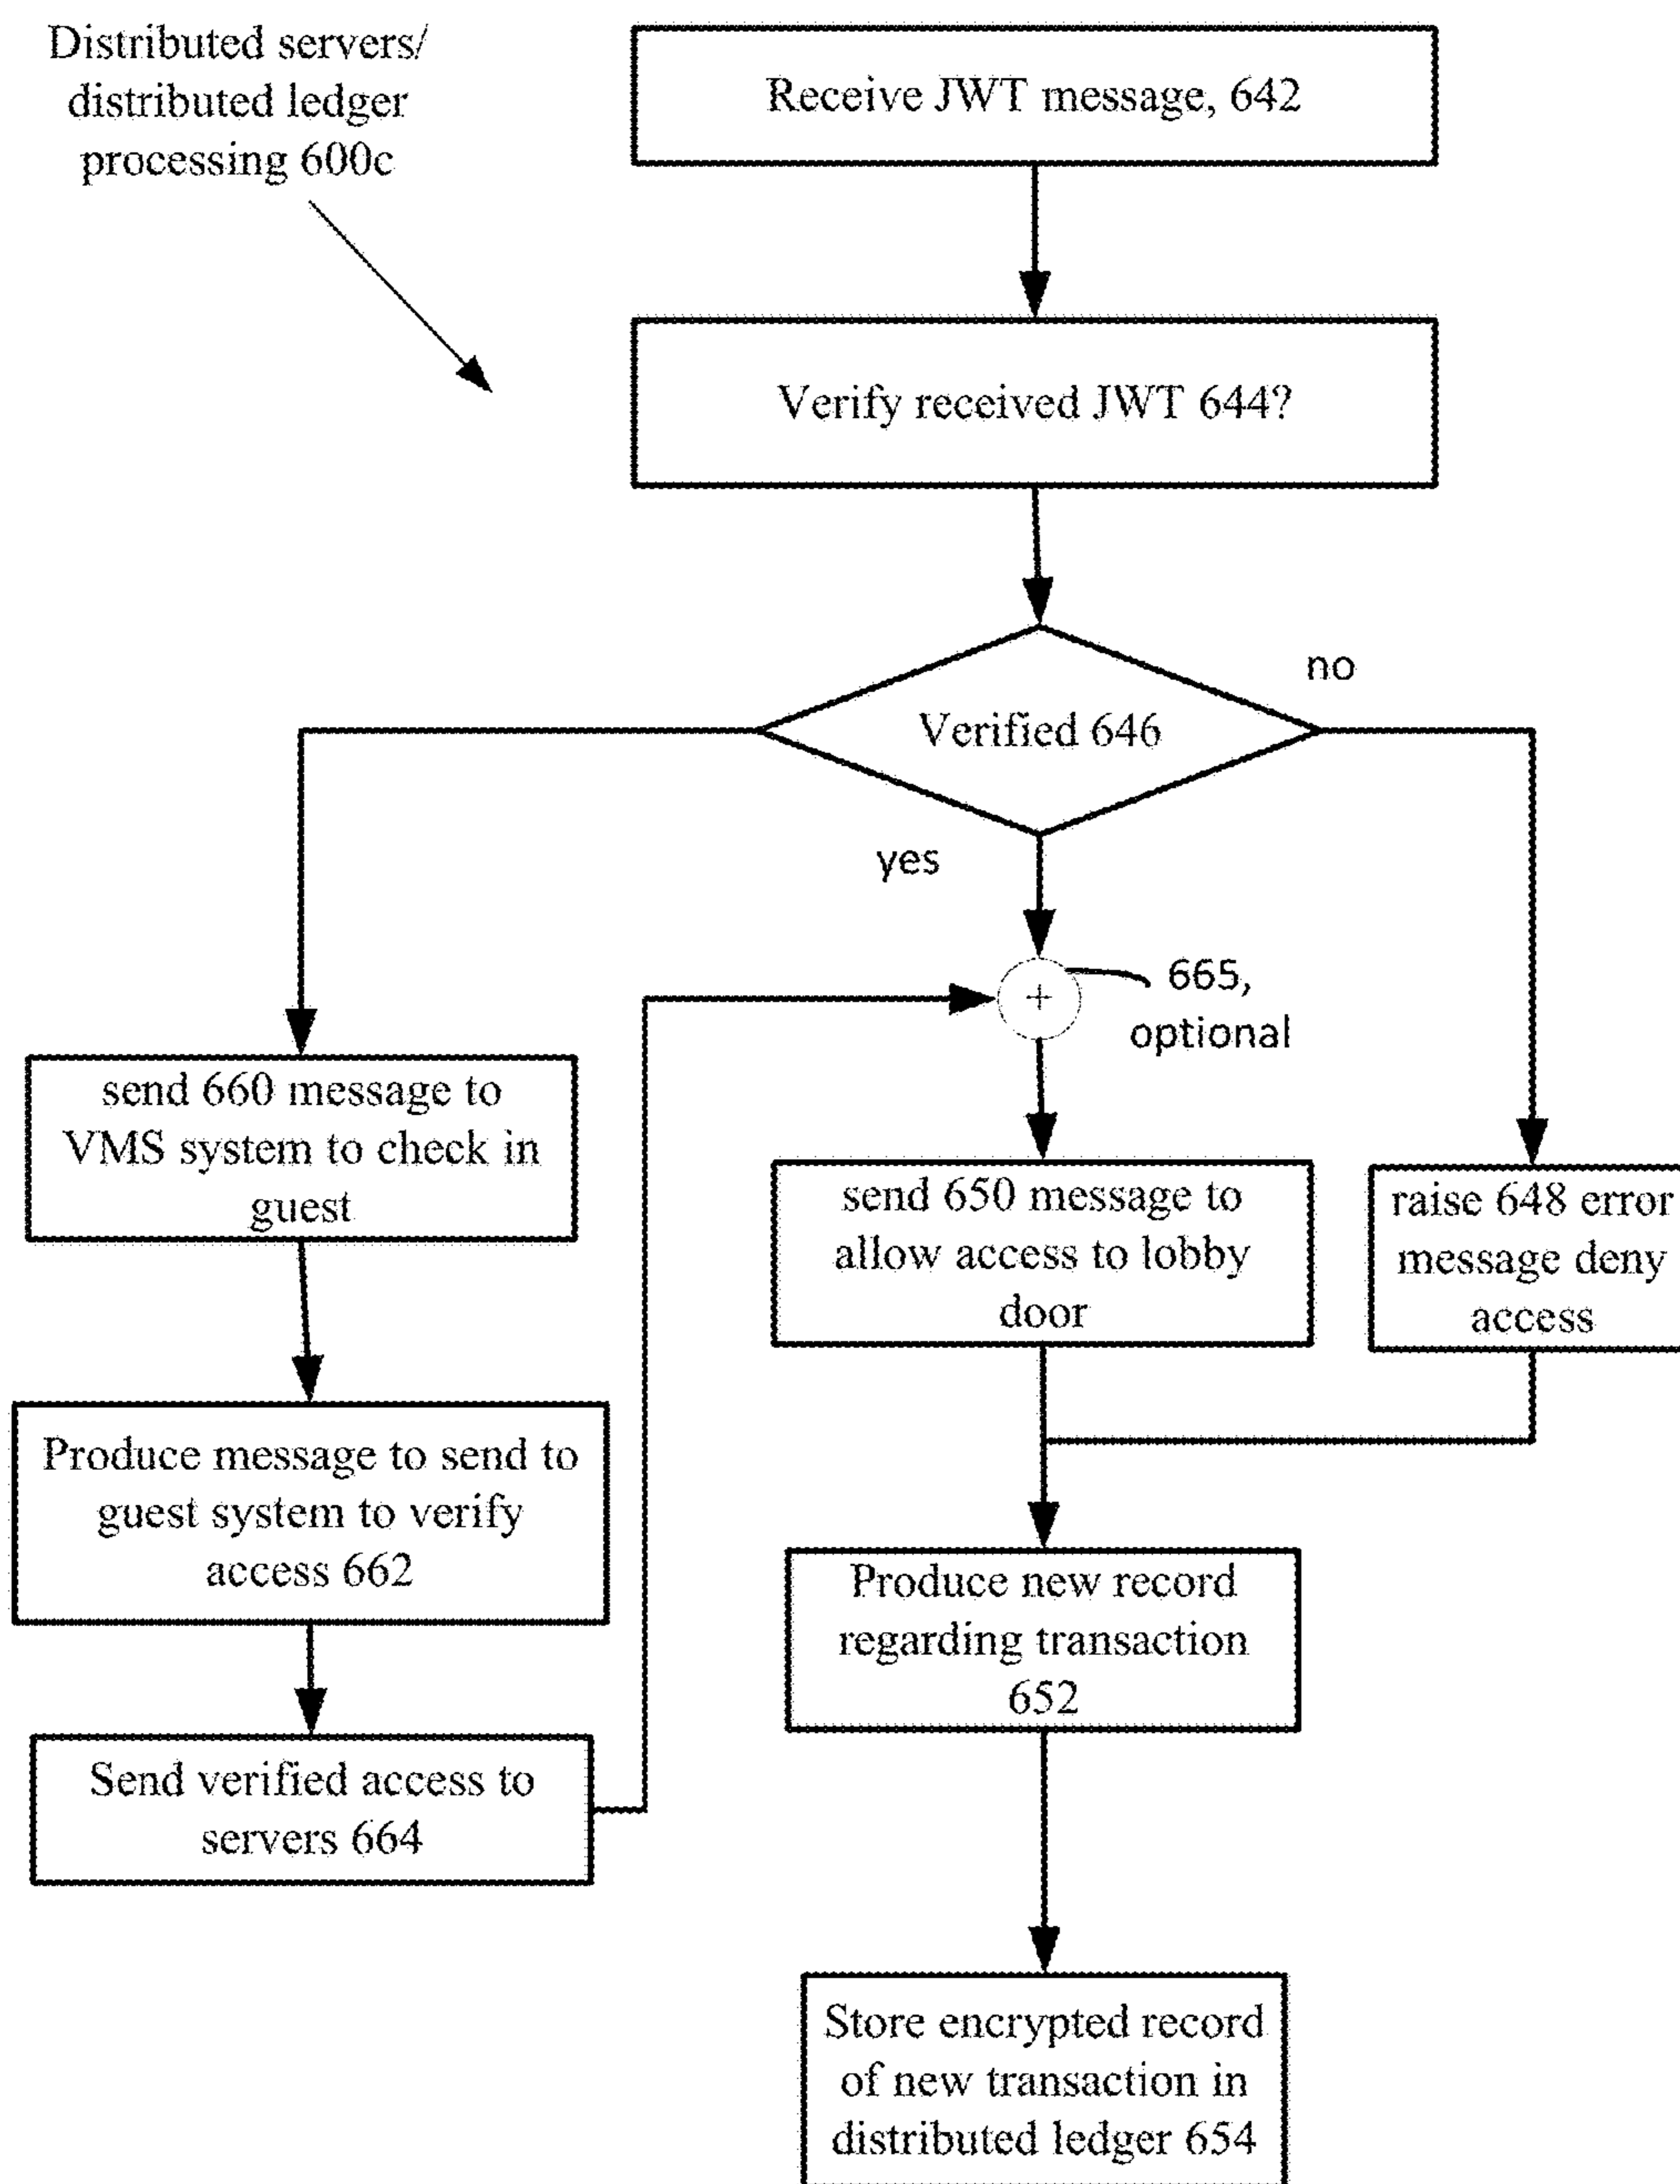 Distributed servers/
distributed ledger
processing 600c
Receive JWT message, 642
Verify received JWT 644?
Verified 646
no
yes
665,
optional
send 660 message to
VMS system to check in
guest
send 650 message to
allow access to lobby
door
raise 648 error
message deny
access
Produce message to send to
guest system to verify
access 662
Produce new record
regarding transaction
652
Send verified access to
servers 664
Store encrypted record
of new transaction in
distributed ledger 654